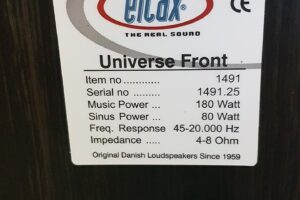 eltax®
CE
THE REAL SOUND
Universe Front
Item no ............ 1491
Serial no .......... 1491.25
Music Power ... 180 Watt
Sinus Power ... 80 Watt
Freq. Response 45-20.000 Hz
Impedance ..... 4-8 Ohm
Original Danish Loudspeakers Since 1959